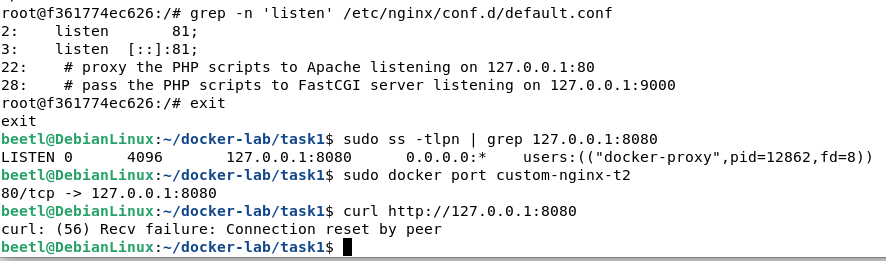 root@f361774ec626:/# grep -n 'listen' /etc/nginx/conf.d/default.conf
2:    listen       81;
3:    listen  [::]:81;
22:    # proxy the PHP scripts to Apache listening on 127.0.0.1:80
28:    # pass the PHP scripts to FastCGI server listening on 127.0.0.1:9000
root@f361774ec626:/# exit
exit
beetl@DebianLinux:~/docker-lab/task1$ sudo ss -tlpn | grep 127.0.0.1:8080
LISTEN 0      4096       127.0.0.1:8080      0.0.0.0:*    users:(("docker-proxy",pid=12862,fd=8))
beetl@DebianLinux:~/docker-lab/task1$ sudo docker port custom-nginx-t2
80/tcp -> 127.0.0.1:8080
beetl@DebianLinux:~/docker-lab/task1$ curl http://127.0.0.1:8080
curl: (56) Recv failure: Connection reset by peer
beetl@DebianLinux:~/docker-lab/task1$